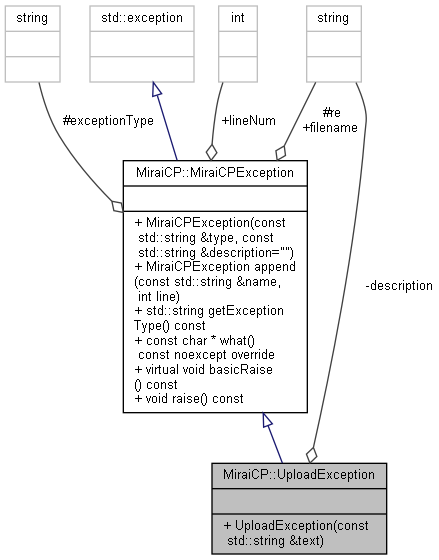 string
std::exception
int
string
#exceptionType
+lineNum
#re
+filename
MiraiCP::MiraiCPException
+ MiraiCPException(const
std::string &type, const
std::string &description="")
+ MiraiCPException append
(const std::string &name,
int line)
+ std::string getException
Type() const
+ const char * what()
const noexcept override
+ virtual void basicRaise
() const
+ void raise() const
-description
MiraiCP::UploadException
+ UploadException(const
std::string &text)